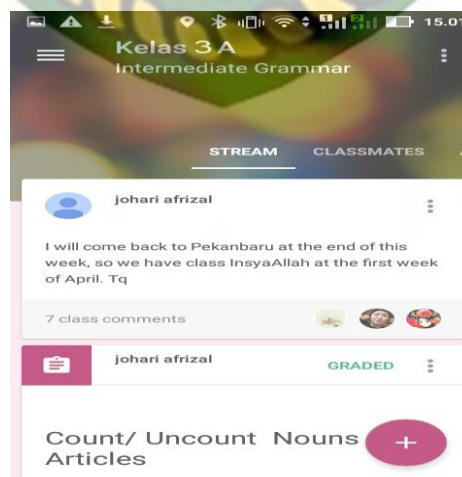 15.01
Kelas 3 A
Intermediate Grammar
STREAM CLASSMATES
johari afrizal
I will come back to Pekanbaru at the end of this
week, so we have class InsyaAllah at the first week
of April. Tq
7 class comments
johari afrizal
GRADED
Count/ Uncount Nouns
Articles